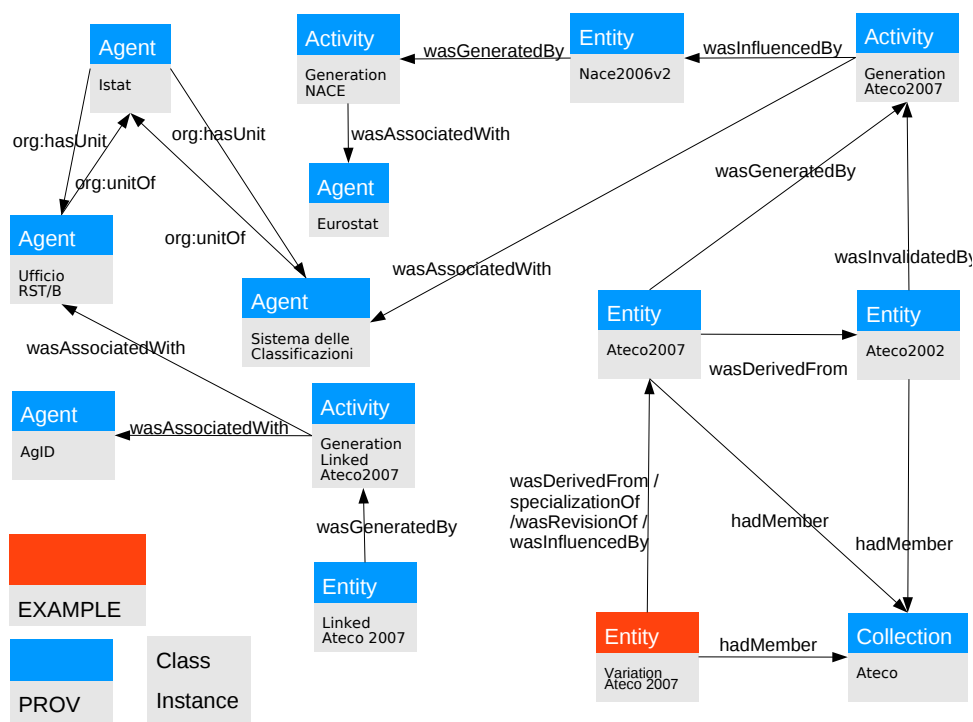 Agent
Istat
Activity
Generation
NACE
wasGeneratedBy
Entity
Nace2006v2
wasInfluencedBy
Activity
Generation
Ateco2007
org:hasUnit
org:hasUnit
wasAssociatedWith
org:unitOf
Agent
Eurostat
wasGeneratedBy
Agent
Ufficio
RST/B
org:unitOf
wasAssociatedWith
wasInvalidatedBy
Agent
Sistema delle
Classificazioni
Entity
Ateco2007
Entity
Ateco2002
wasDerivedFrom
wasAssociatedWith
Agent
AgID
wasAssociatedWith
Activity
Generation
Linked
Ateco2007
wasDerivedFrom /
specializationOf
/wasRevisionOf /
wasInfluencedBy
hadMember
hadMember
wasGeneratedBy
Entity
Linked
Ateco 2007
EXAMPLE
PROV
Class
Instance
Entity
Variation
Ateco 2007
hadMember
Collection
Ateco